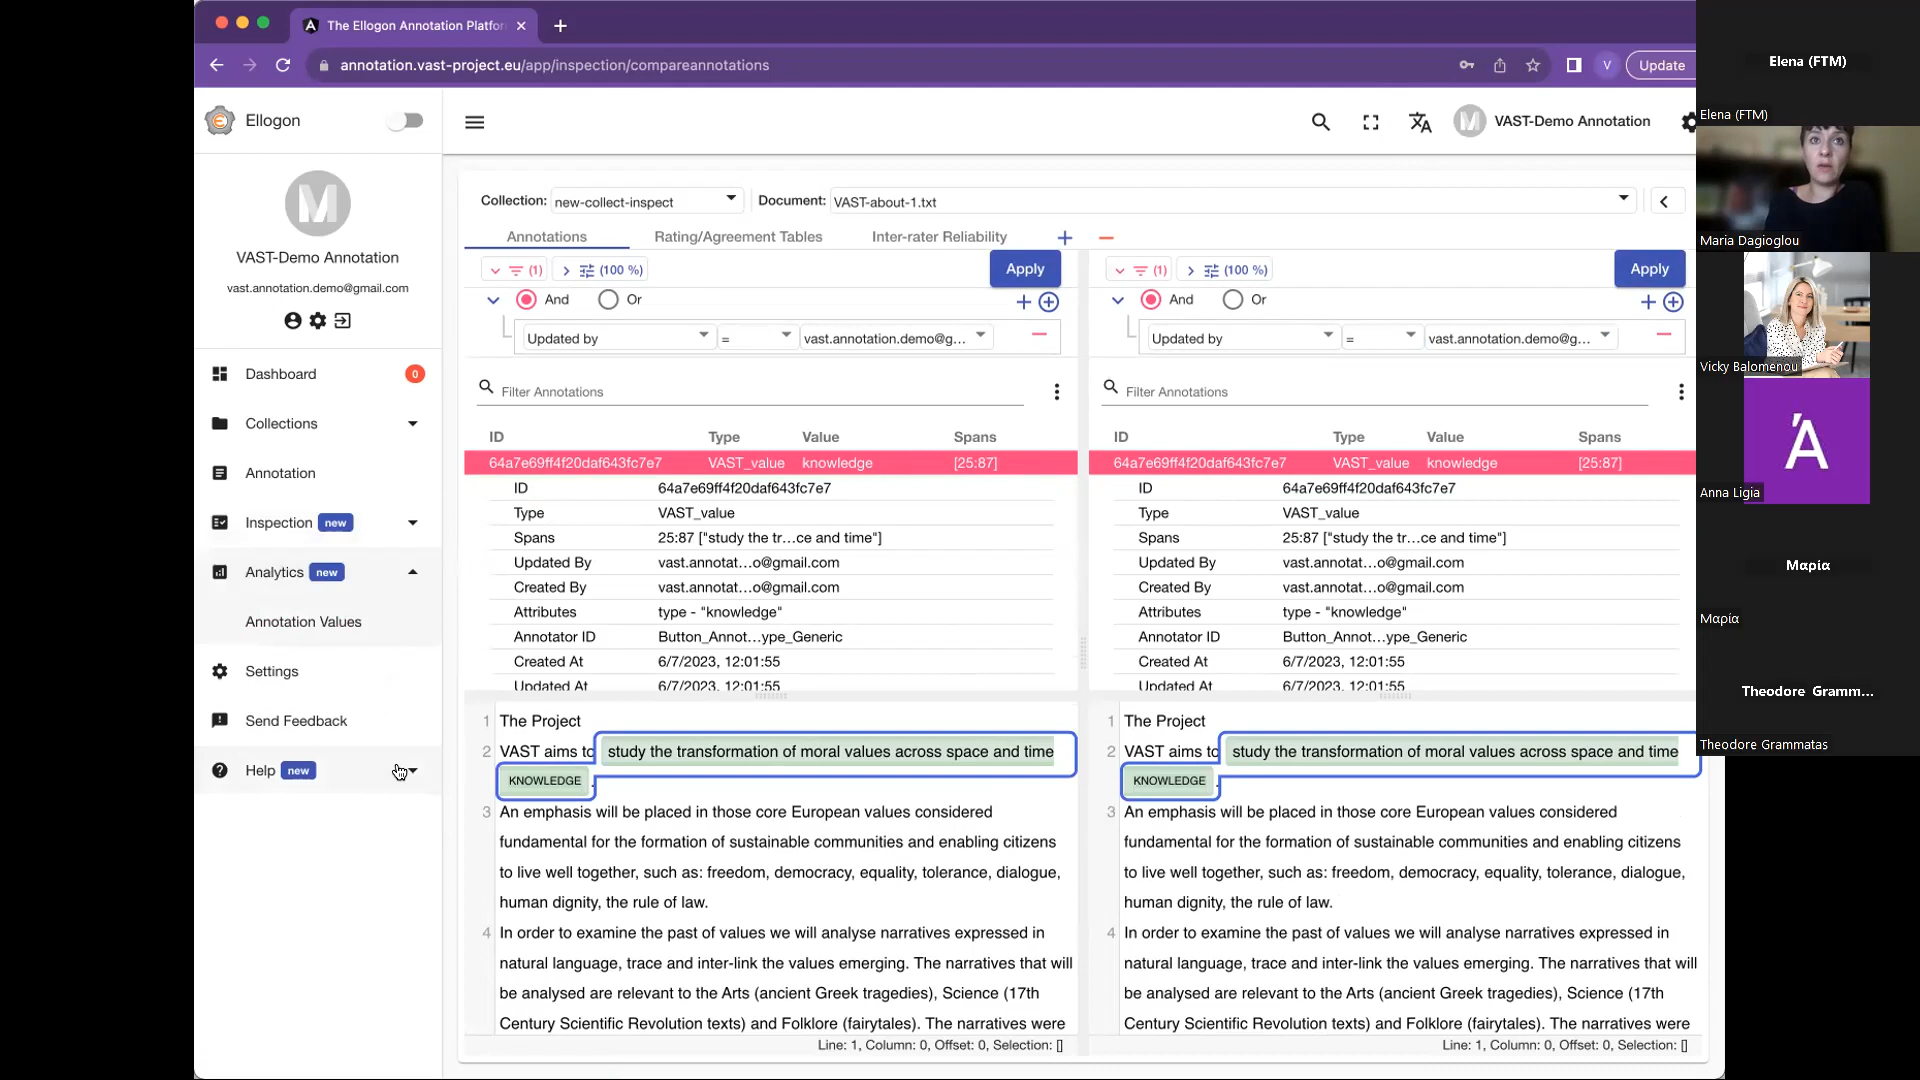 The Ellogon Annotation Platfor
annotation.vast-project.eu/app/inspection/compareannotations
V
Update
Ellogon
M
VAST-Demo Annotation
M
VAST-Demo Annotation
vast.annotation.demo@gmail.com
Dashboard
0
Collections
Annotation
Inspection new
Analytics new
Annotation Values
Settings
Send Feedback
Help new
Collection: new-collect-inspect
Document: VAST-about-1.txt
Annotations Rating/Agreement Tables Inter-rater Reliability
(1) (100 %) Apply
And Or
Updated by = vast.annotation.demo@g...
Filter Annotations
ID Type Value Spans
64a7e69ff4f20daf643fc7e7 VAST_value knowledge [25:87]
ID 64a7e69ff4f20daf643fc7e7
Type VAST_value
Spans 25:87 ["study the tr...ce and time"]
Updated By vast.annotat...o@gmail.com
Created By vast.annotat...o@gmail.com
Attributes type - "knowledge"
Annotator ID Button_Annot...ype_Generic
Created At 6/7/2023, 12:01:55
Updated At 6/7/2023, 12:01:55
1 The Project
2 VAST aims to study the transformation of moral values across space and time
KNOWLEDGE .
3 An emphasis will be placed in those core European values considered
fundamental for the formation of sustainable communities and enabling citizens
to live well together, such as: freedom, democracy, equality, tolerance, dialogue,
human dignity, the rule of law.
4 In order to examine the past of values we will analyse narratives expressed in
natural language, trace and inter-link the values emerging. The narratives that will
be analysed are relevant to the Arts (ancient Greek tragedies), Science (17th
Century Scientific Revolution texts) and Folklore (fairytales). The narratives were
Line: 1, Column: 0, Offset: 0, Selection: []
(1) (100 %) Apply
And Or
Updated by = vast.annotation.demo@g...
Filter Annotations
ID Type Value Spans
64a7e69ff4f20daf643fc7e7 VAST_value knowledge [25:87]
ID 64a7e69ff4f20daf643fc7e7
Type VAST_value
Spans 25:87 ["study the tr...ce and time"]
Updated By vast.annotat...o@gmail.com
Created By vast.annotat...o@gmail.com
Attributes type - "knowledge"
Annotator ID Button_Annot...ype_Generic
Created At 6/7/2023, 12:01:55
Updated At 6/7/2023, 12:01:55
1 The Project
2 VAST aims to study the transformation of moral values across space and time
KNOWLEDGE .
3 An emphasis will be placed in those core European values considered
fundamental for the formation of sustainable communities and enabling citizens
to live well together, such as: freedom, democracy, equality, tolerance, dialogue,
human dignity, the rule of law.
4 In order to examine the past of values we will analyse narratives expressed in
natural language, trace and inter-link the values emerging. The narratives that will
be analysed are relevant to the Arts (ancient Greek tragedies), Science (17th
Century Scientific Revolution texts) and Folklore (fairytales). The narratives were
Line: 1, Column: 0, Offset: 0, Selection: []
Elena (FTM)
Elena (FTM)
Maria Dagioglou
Vicky Balomenou
Ά
Anna Ligia
Μαρία
Μαρία
Theodore Gramm...
Theodore Grammatas